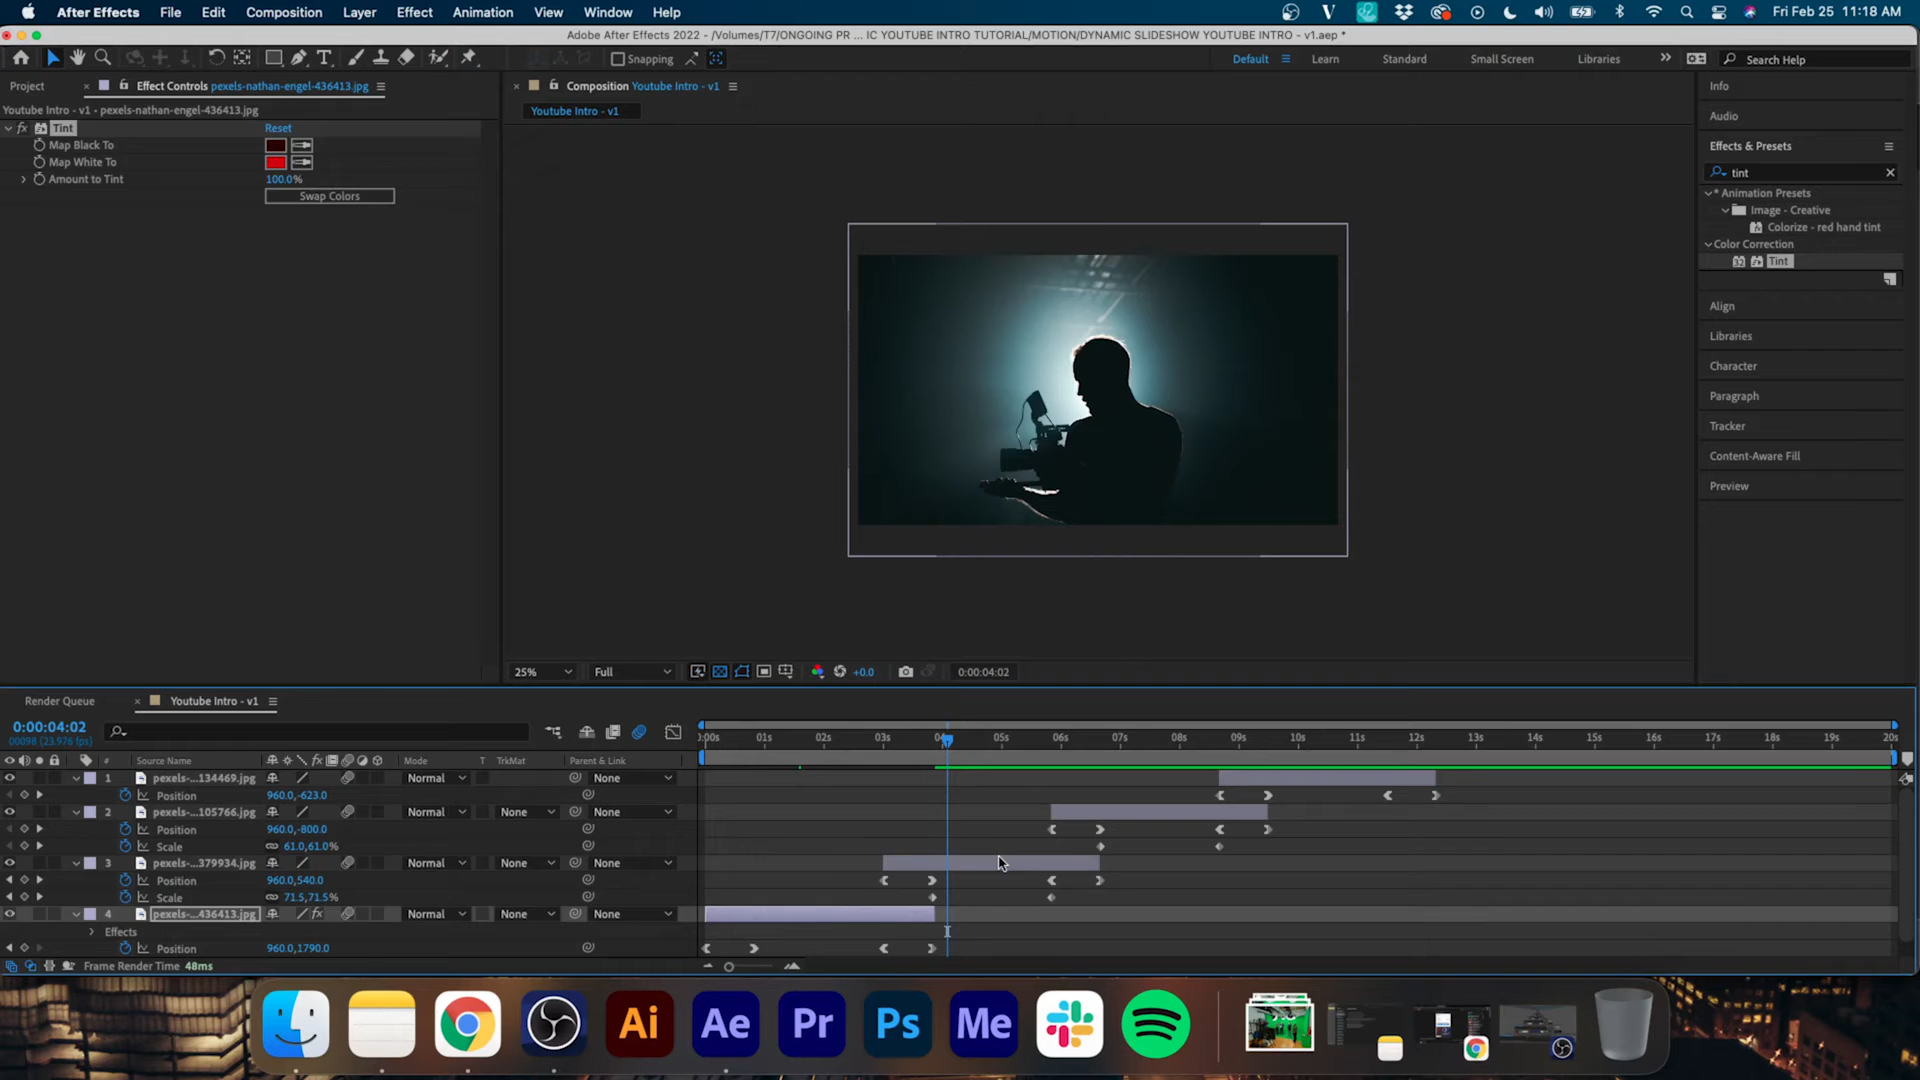 After Effects File Edit Composition Layer Effect Animation View Window Help
Fri Feb 25 11:18 AM
Adobe After Effects 2022 - /Volumes/T7/ONGOING PR ... IC YOUTUBE INTRO TUTORIAL/MOTION/DYNAMIC SLIDESHOW YOUTUBE INTRO - v1.aep *
Snapping
Default Learn Standard Small Screen Libraries Search Help
Project Effect Controls pexels-nathan-engel-436413.jpg
Youtube Intro - v1 • pexels-nathan-engel-436413.jpg
fx Tint Reset
Map Black To
Map White To
Amount to Tint 100.0%
Swap Colors
Composition Youtube Intro - v1
Youtube Intro - v1
Info
Audio
Effects & Presets
tint
* Animation Presets
Image - Creative
Colorize - red hand tint
Color Correction
32 Tint
Align
Libraries
Character
Paragraph
Tracker
Content-Aware Fill
Preview
25% Full +0.0 0:00:04:02
Render Queue Youtube Intro - v1
0:00:04:02
00098 (23.976 fps)
:00s 01s 02s 03s 04s 05s 06s 07s 08s 09s 10s 11s 12s 13s 14s 15s 16s 17s 18s 19s 20s
# Source Name fx Mode T TrkMat Parent & Link
1 pexels-...134469.jpg Normal None
Position 960.0,-623.0
2 pexels-...105766.jpg Normal None None
Position 960.0,-800.0
Scale 61.0,61.0%
3 pexels-...379934.jpg Normal None None
Position 960.0,540.0
Scale 71.5,71.5%
4 pexels-...436413.jpg fx Normal None None
Effects
Position 960.0,1790.0
Frame Render Time 48ms
Ai Ae Pr Ps Me